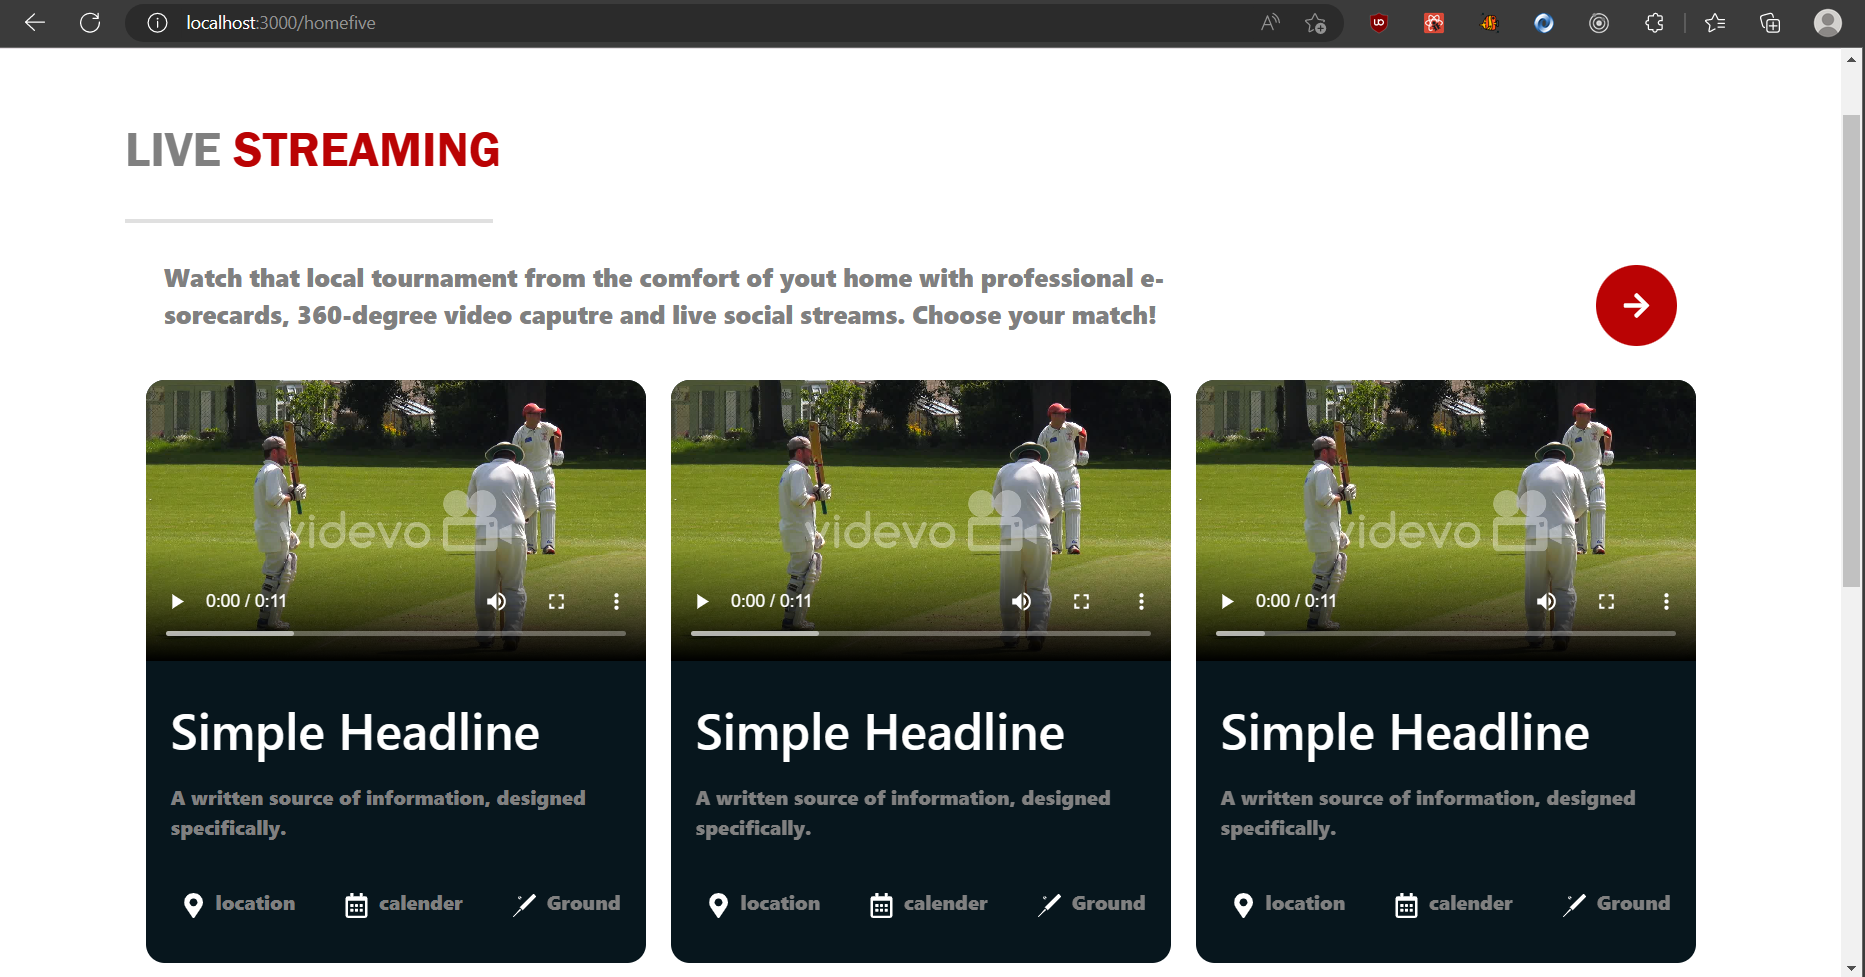 localhost:3000/homefive
LIVE STREAMING
Watch that local tournament from the comfort of yout home with professional e-
sorecards, 360-degree video caputre and live social streams. Choose your match!
videvo
videvo
videvo
0:00 / 0:11
0:00 / 0:11
0:00 / 0:11
Simple Headline
Simple Headline
Simple Headline
A written source of information, designed
specifically.
A written source of information, designed
specifically.
A written source of information, designed
specifically.
location calender Ground
location calender Ground
location calender Ground